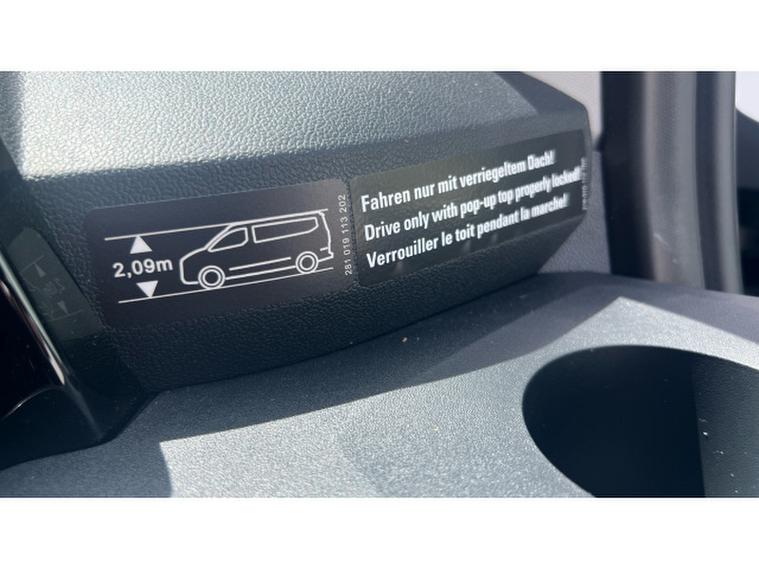 2,09m
281 019 113 202
Fahren nur mit verriegeltem Dach!
Drive only with pop-up top properly locked!
Verrouiller le toit pendant la marche!